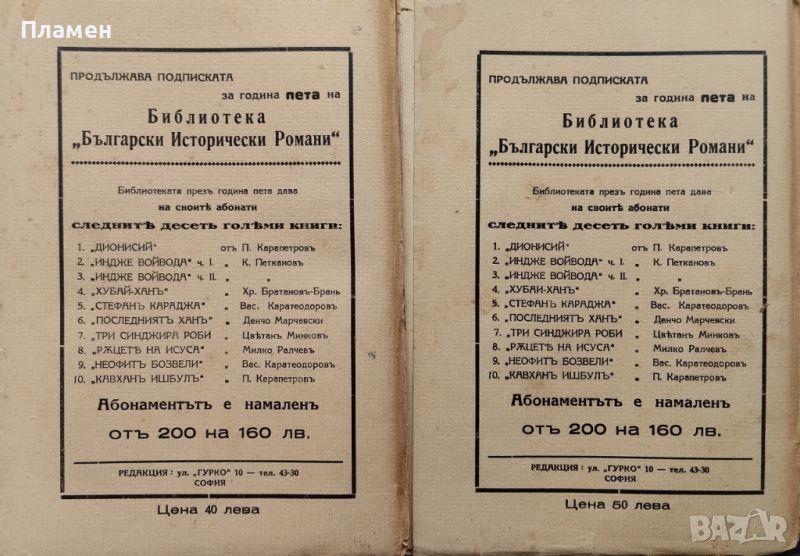 Пламен
ПРОДЪЛЖАВА ПОДПИСКАТА
за година пета на
Библиотека
„Български Исторически Романи“
Библиотеката презъ година пета дава
на своитѣ абонати
следнитѣ десеть голѣми книги:
1. „ДИОНИСИЙ“ отъ П. Карапетровъ
2. „ИНДЖЕ ВОЙВОДА“ ч. I. „ К. Петкановъ
3. „ИНДЖЕ ВОЙВОДА“ ч. II. „ „
4. „ХУБАЙ-ХАНЪ“ „ Хр. Братановъ-Брань
5. „СТЕФАНЪ КАРАДЖА“ „ Вас. Каратеодоровъ
6. „ПОСЛЕДНИЯТЪ ХАНЪ“ „ Денчо Марчевски
7. „ТРИ СИНДЖИРА РОБИ „ Цвѣтанъ Минковъ
8. „РѪЦЕТѢ НА ИСУСА“ „ Милко Ралчевъ
9. „НЕОФИТЪ БОЗВЕЛИ“ „ Вас. Каратеодоровъ
10. „КАВХАНЪ ИШБУЛЪ“ „ П. Карапетровъ
Абонаментътъ е намаленъ
отъ 200 на 160 лв.
РЕДАКЦИЯ: ул. „ГУРКО“ 10 — тел. 43-30
СОФИЯ
Цена 40 лева
ПРОДЪЛЖАВА ПОДПИСКАТА
за година пета на
Библиотека
„Български Исторически Романи“
Библиотеката презъ година пета дава
на своитѣ абонати
следнитѣ десеть голѣми книги:
1. „ДИОНИСИЙ“ отъ П. Карапетровъ
2. „ИНДЖЕ ВОЙВОДА“ ч. I. „ К. Петкановъ
3. „ИНДЖЕ ВОЙВОДА“ ч. II. „ „
4. „ХУБАИ-ХАНЪ“ „ Хр. Братановъ-Брань
5. „СТЕФАНЪ КАРАДЖА“ „ Вас. Каратеодоровъ
6. „ПОСЛЕДНИЯТЪ ХАНЪ“ „ Денчо Марчевски
7. „ТРИ СИНДЖИРА РОБИ „ Цвѣтанъ Минковъ
8. „РѪЦЕТѢ НА ИСУСА“ „ Милко Ралчевъ
9. „НЕОФИТЪ БОЗВЕЛИ“ „ Вас. Каратеодоровъ
10. „КАВХАНЪ ИШБУЛЪ“ „ П. Карапетровъ
Абонаментътъ е намаленъ
отъ 200 на 160 лв.
РЕДАКЦИЯ: ул. „ГУРКО“ 10 — тел. 43-30
СОФИЯ
Цена 50 лева
BAZAR